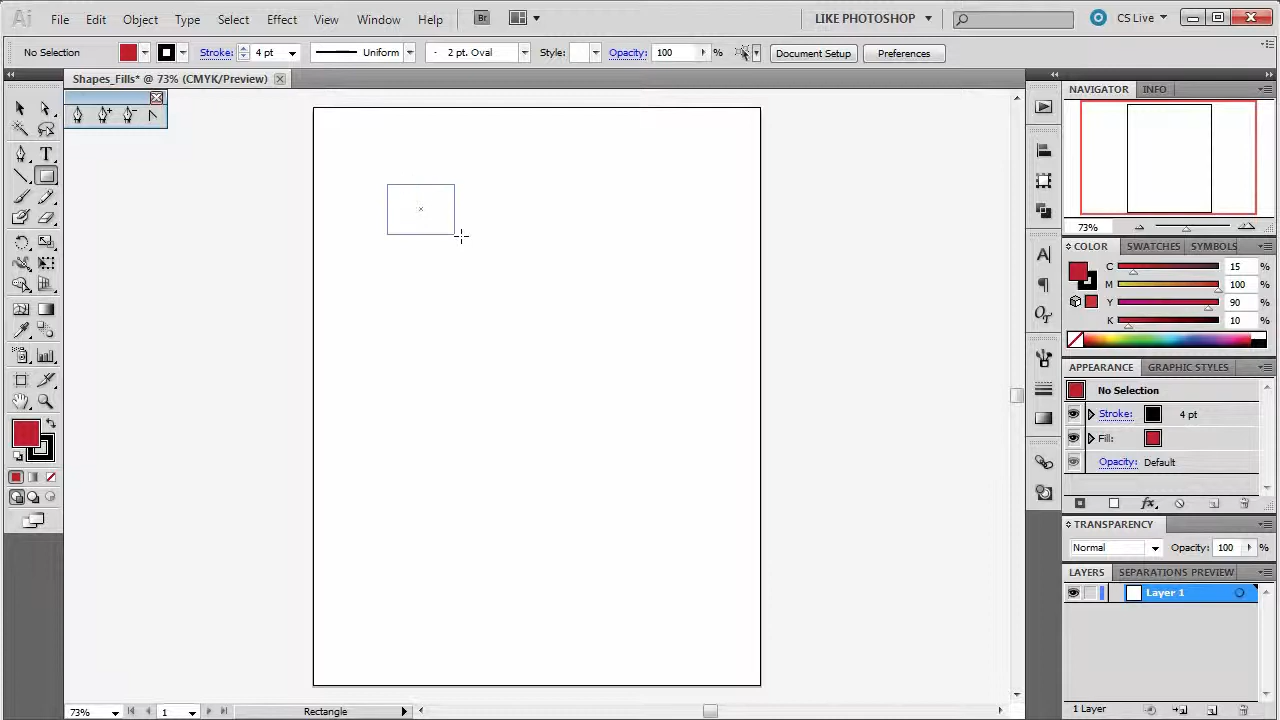 Ai File Edit Object Type Select Effect View Window Help Br LIKE PHOTOSHOP CS Live
No Selection Stroke: 4 pt Uniform 2 pt. Oval Style: Opacity: 100 % Document Setup Preferences
Shapes_Fills* @ 73% (CMYK/Preview)
NAVIGATOR INFO
73%
COLOR SWATCHES SYMBOLS
C 15 %
M 100 %
Y 90 %
K 10 %
APPEARANCE GRAPHIC STYLES
No Selection
Stroke: 4 pt
Fill:
Opacity: Default
fx
TRANSPARENCY
Normal Opacity: 100 %
LAYERS SEPARATIONS PREVIEW
Layer 1
1 Layer
73% 1 Rectangle